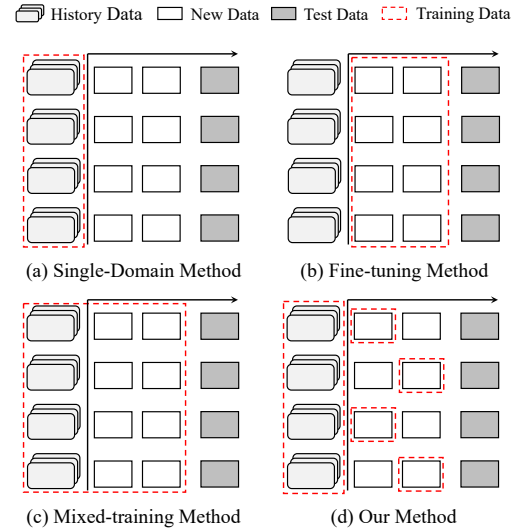 History Data New Data Test Data Training Data
(a) Single-Domain Method (b) Fine-tuning Method
(c) Mixed-training Method (d) Our Method